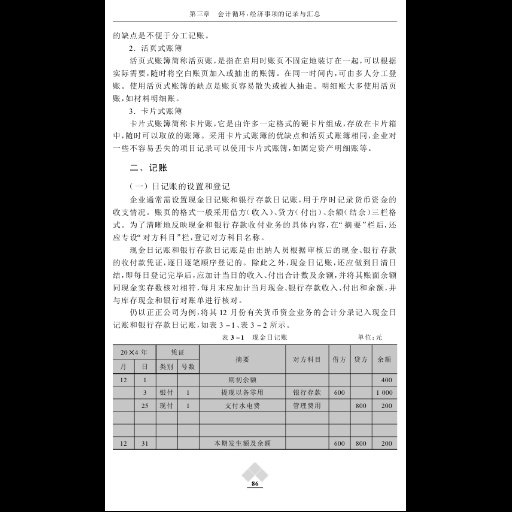 第三章 会计循环:经济事项的记录与汇总
的缺点是不便于分工记账。
2. 活页式账簿
活页式账簿简称活页账,是指在启用时账页不固定地装订在一起,可以根据
实际需要,随时将空白账页加入或抽出的账簿。在同一时间内,可由多人分工登
账。使用活页式账簿的缺点是账页容易散失或被人抽走。明细账大多使用活页
账,如材料明细账。
3. 卡片式账簿
卡片式账簿简称卡片账,它是由许多一定格式的硬卡片组成,存放在卡片箱
中,随时可以取放的账簿。采用卡片式账簿的优缺点和活页式账簿相同,企业对
一些不容易丢失的项目记录可以使用卡片式账簿,如固定资产明细账等。
二、记账
(一)日记账的设置和登记
企业通常需设置现金日记账和银行存款日记账,用于序时记录货币资金的
收支情况。账页的格式一般采用借方(收入)、贷方(付出)、余额(结余)三栏格
式。为了清晰地反映现金和银行存款收付业务的具体内容,在“摘要”栏后,还
应专设“对方科目”栏,登记对方科目名称。
现金日记账和银行存款日记账是由出纳人员根据审核后的现金、银行存款
的收付款凭证,逐日逐笔顺序登记的。除此之外,现金日记账,还应做到日清日
结,即每日登记完毕后,应加计当日的收入、付出合计数及余额,并将其账面余额
同现金实存数核对相符,每月末应加计当月现金、银行存款收入、付出和余额,并
与库存现金和银行对账单进行核对。
仍以正正公司为例,将其 12 月份有关货币资金业务的会计分录记入现金日
记账和银行存款日记账,如表 3-1、表 3-2 所示。
表 3-1 现金日记账 单位:元
20×4 年 凭证 摘要 对方科目 借方 贷方 余额
月 日 类别 号数
12 1 期初余额 400
3 银付 1 提现以备零用 银行存款 600 1 000
25 现付 1 支付水电费 管理费用 800 200
12 31 本期发生额及余额 600 800 200
86